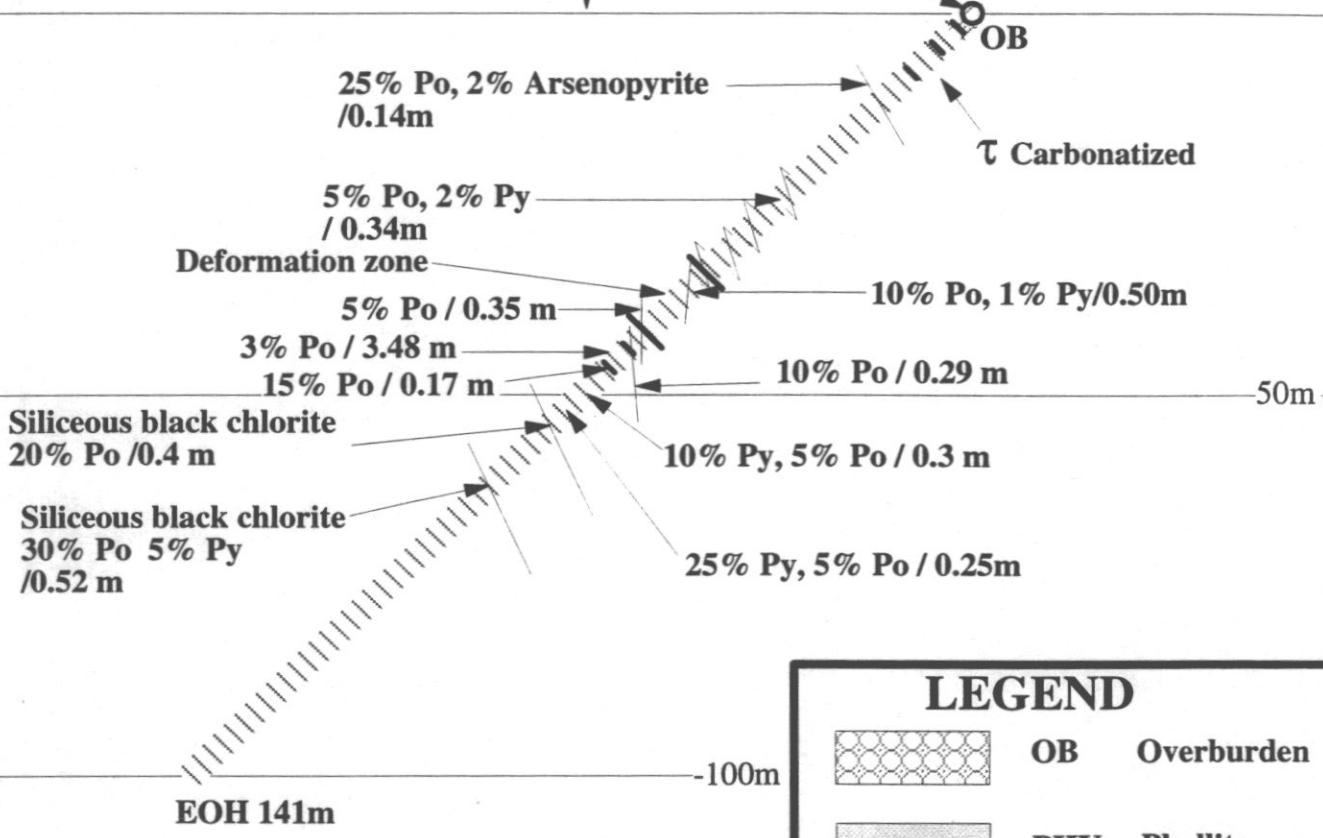 OB
25% Po, 2% Arsenopyrite
/0.14m
τ Carbonatized
5% Po, 2% Py
/ 0.34m
Deformation zone
10% Po, 1% Py/0.50m
5% Po / 0.35 m
3% Po / 3.48 m
15% Po / 0.17 m
10% Po / 0.29 m
50m
Siliceous black chlorite
20% Po /0.4 m
10% Py, 5% Po / 0.3 m
Siliceous black chlorite
30% Po 5% Py
/0.52 m
25% Py, 5% Po / 0.25m
-100m
EOH 141m
LEGEND
OB Overburden